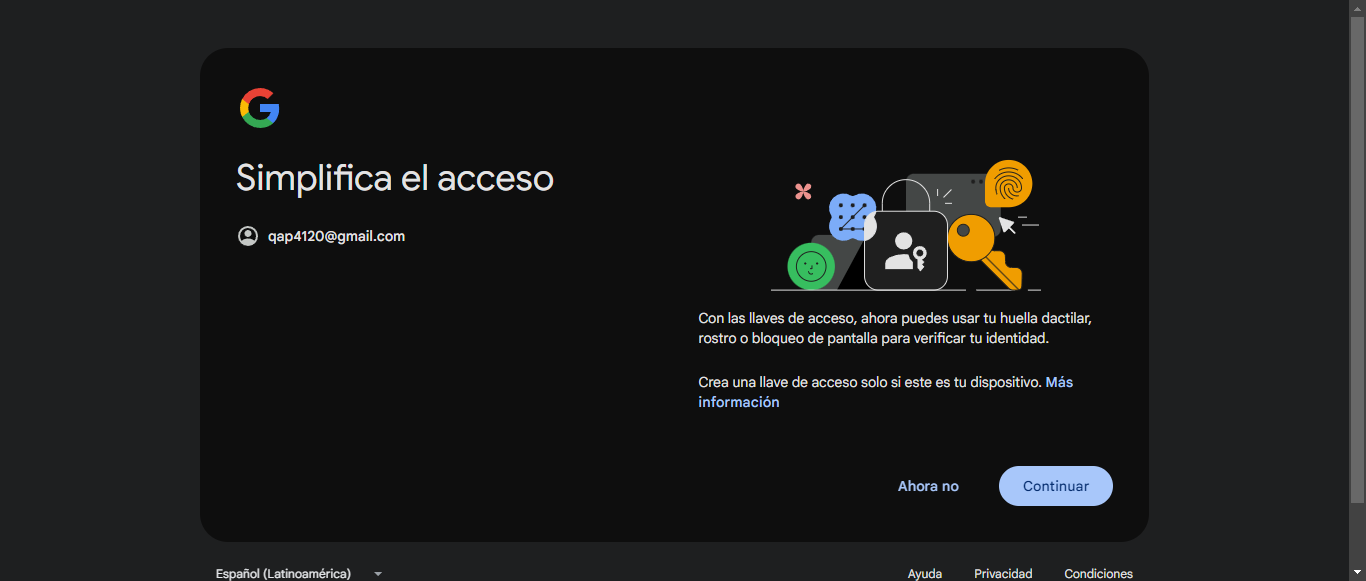 Simplifica el acceso
qap4120@gmail.com
Con las llaves de acceso, ahora puedes usar tu huella dactilar,
rostro o bloqueo de pantalla para verificar tu identidad.
Crea una llave de acceso solo si este es tu dispositivo. Más
información
Ahora no
Continuar
Español (Latinoamérica)
Ayuda
Privacidad
Condiciones